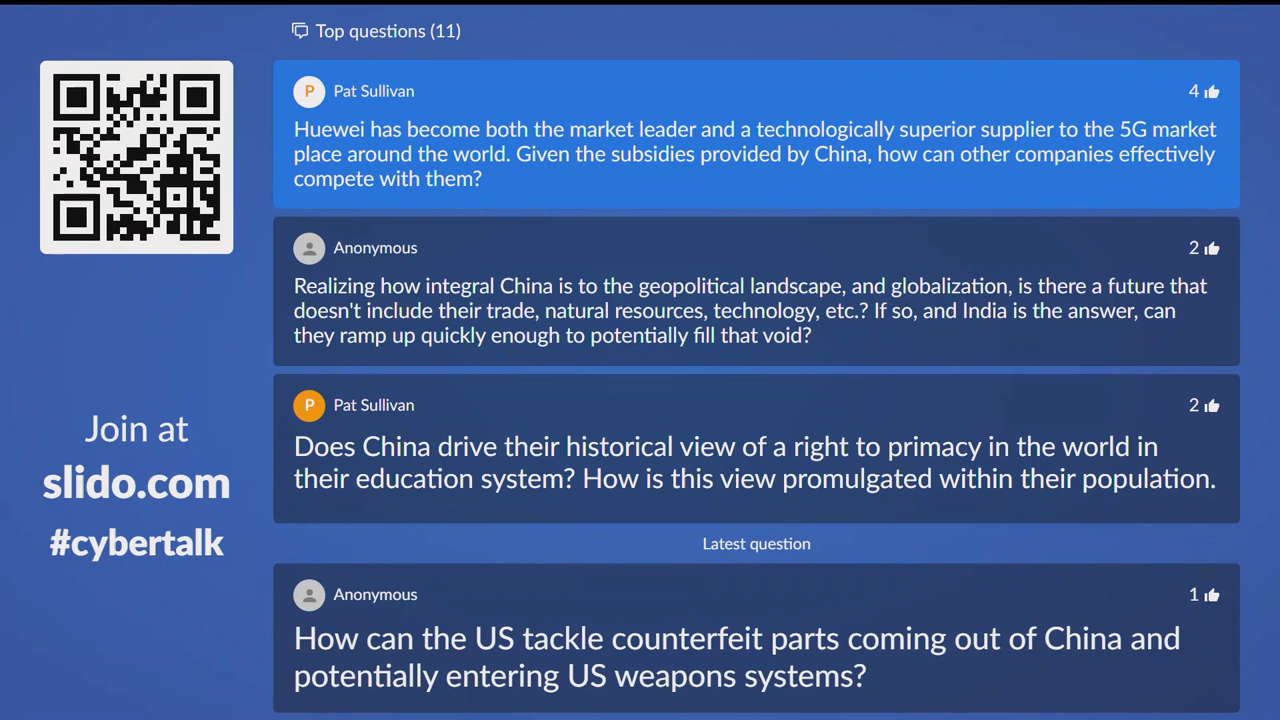 Top questions (11)
P Pat Sullivan 4
Huewei has become both the market leader and a technologically superior supplier to the 5G market
place around the world. Given the subsidies provided by China, how can other companies effectively
compete with them?
Anonymous 2
Realizing how integral China is to the geopolitical landscape, and globalization, is there a future that
doesn't include their trade, natural resources, technology, etc.? If so, and India is the answer, can
they ramp up quickly enough to potentially fill that void?
P Pat Sullivan 2
Does China drive their historical view of a right to primacy in the world in
their education system? How is this view promulgated within their population.
Latest question
Anonymous 1
How can the US tackle counterfeit parts coming out of China and
potentially entering US weapons systems?
Join at
slido.com
#cybertalk